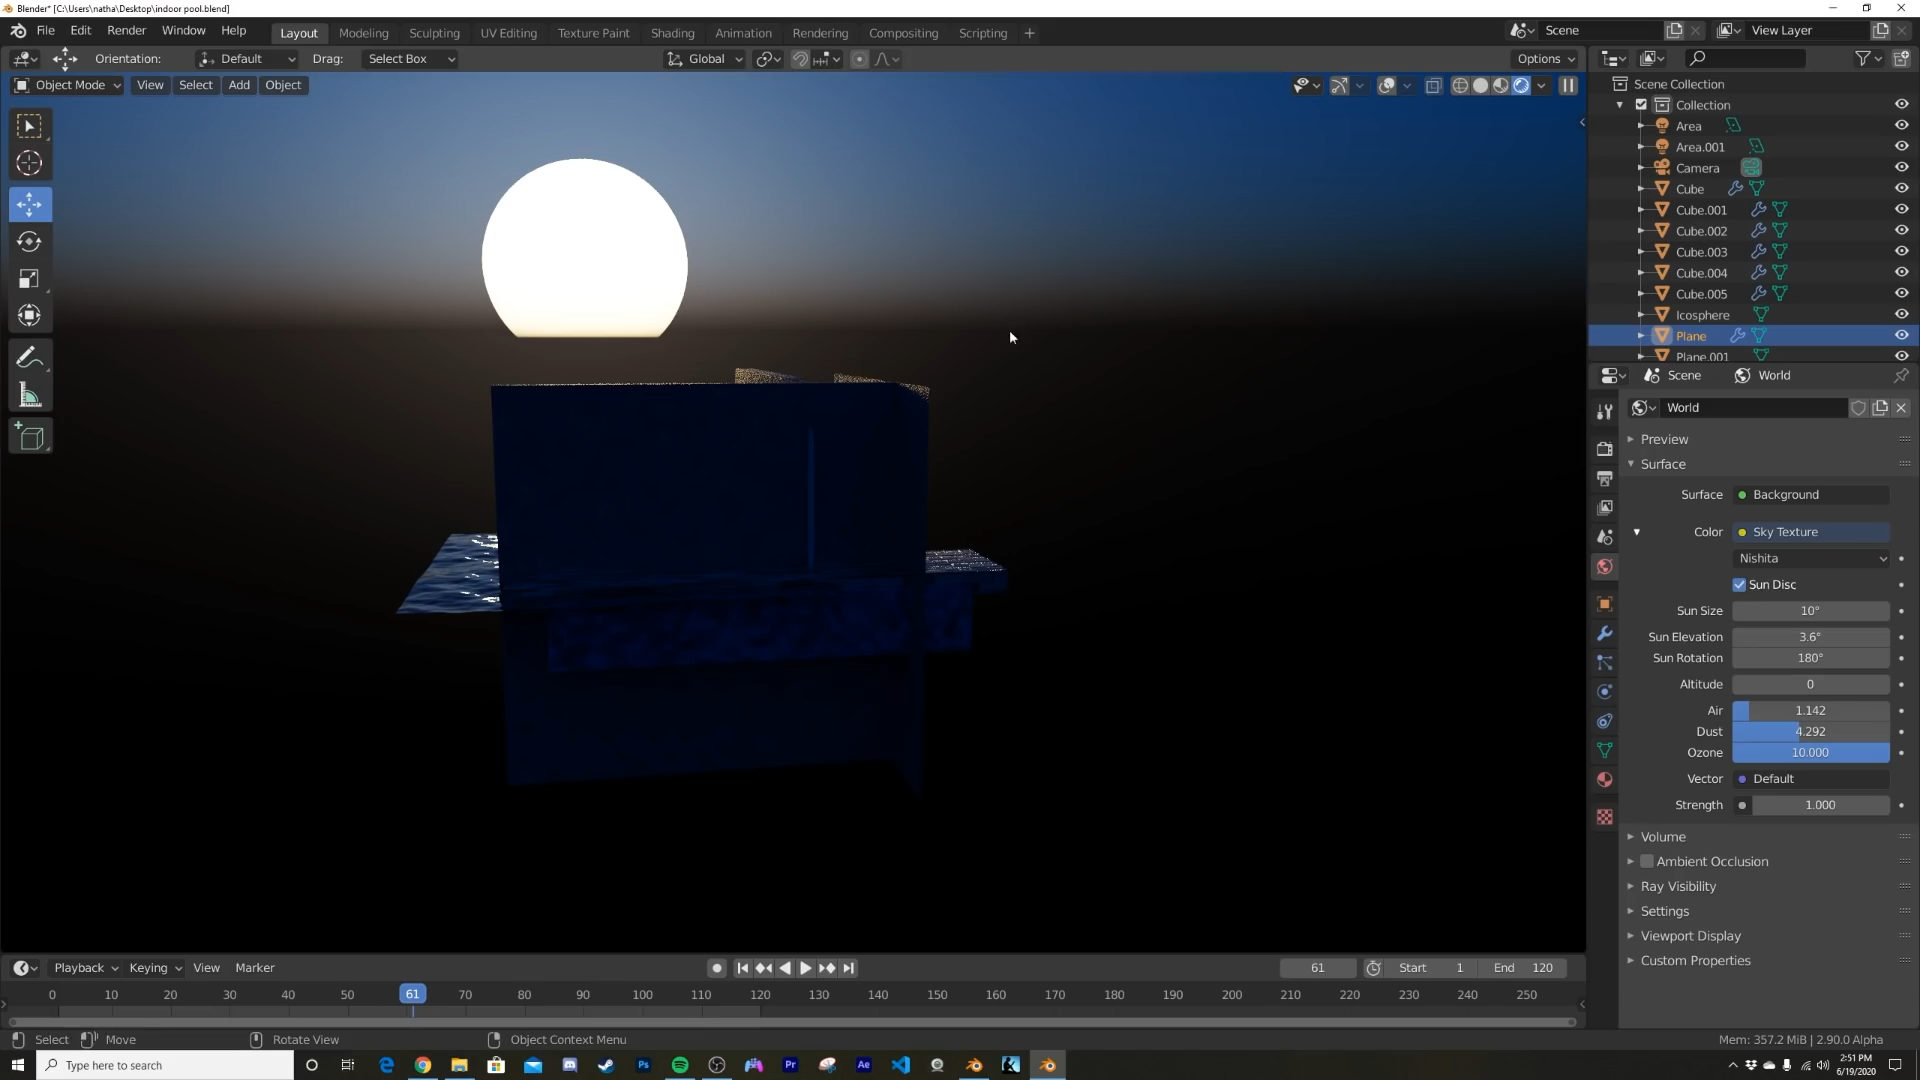 Blender* [C:\Users\natha\Desktop\indoor pool.blend]
File Edit Render Window Help Layout Modeling Sculpting UV Editing Texture Paint Shading Animation Rendering Compositing Scripting + Scene View Layer
Orientation: Default Drag: Select Box Global Options
Object Mode View Select Add Object
Scene Collection
Collection
Area
Area.001
Camera
Cube
Cube.001
Cube.002
Cube.003
Cube.004
Cube.005
Icosphere
Plane
Plane.001
Scene World
World
Preview
Surface
Surface Background
Color Sky Texture
Nishita
Sun Disc
Sun Size 10°
Sun Elevation 3.6°
Sun Rotation 180°
Altitude 0
Air 1.142
Dust 4.292
Ozone 10.000
Vector Default
Strength 1.000
Volume
Ambient Occlusion
Ray Visibility
Settings
Viewport Display
Custom Properties
Playback Keying View Marker 61 Start 1 End 120
0 10 20 30 40 50 61 70 80 90 100 110 120 130 140 150 160 170 180 190 200 210 220 230 240 250
Select Move Rotate View Object Context Menu Mem: 357.2 MiB | 2.90.0 Alpha
Type here to search Ps Pr Ae 2:51 PM
6/19/2020